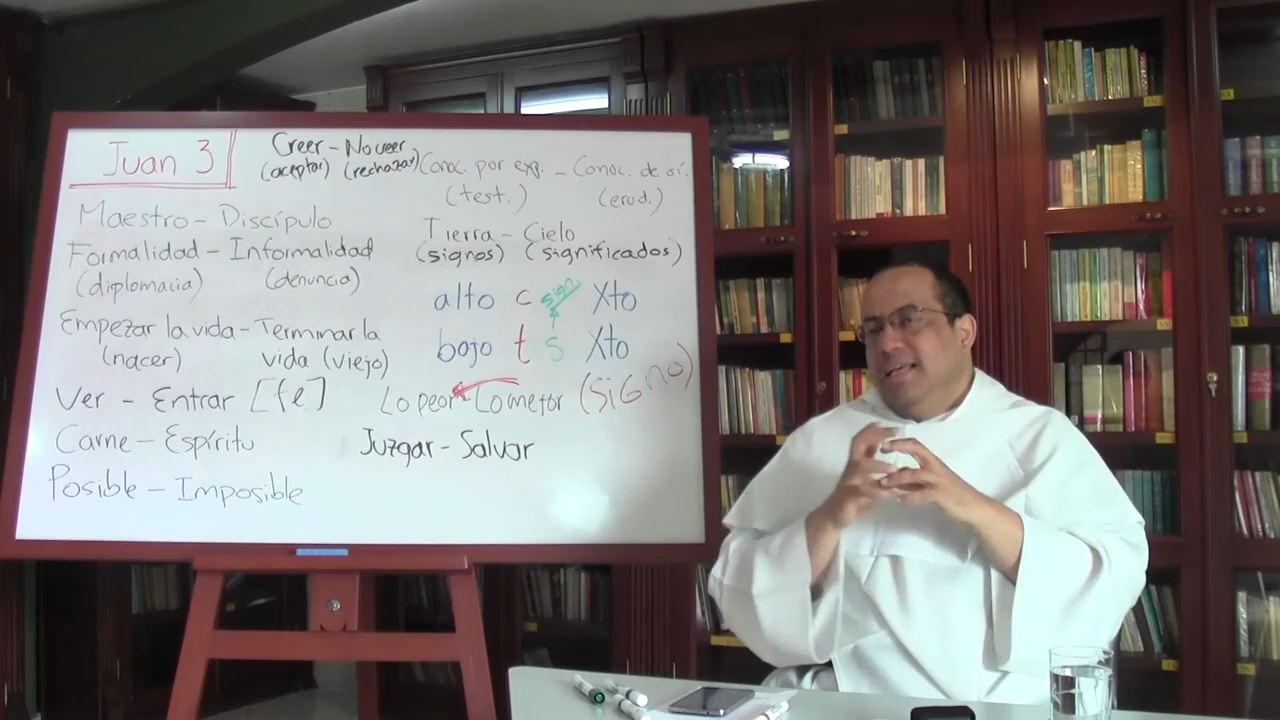 Juan 3
Creer - No creer
(aceptar) (rechazar)
Conoc. por exp. - Conoc. de oí.
(test.) (erud.)
Maestro - Discípulo
Formalidad - Informalidad
(diplomacia) (denuncia)
Empezar la vida - Terminar la
(nacer) vida (viejo)
Ver - Entrar [fe]
Carne - Espíritu
Posible - Imposible
Tierra - Cielo
(signos) (significados)
alto c sign Xto
bajo t s Xto
Lo peor Lo mejor (signo)
Juzgar - Salvar